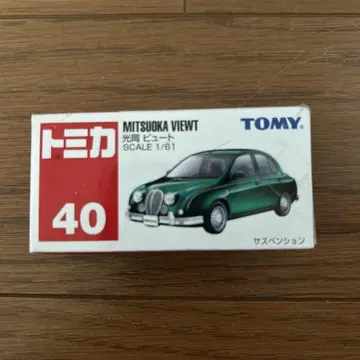 トミカ
40
MITSUOKA VIEWT
光岡 ビュート
SCALE 1/61
TOMY
サスペンション